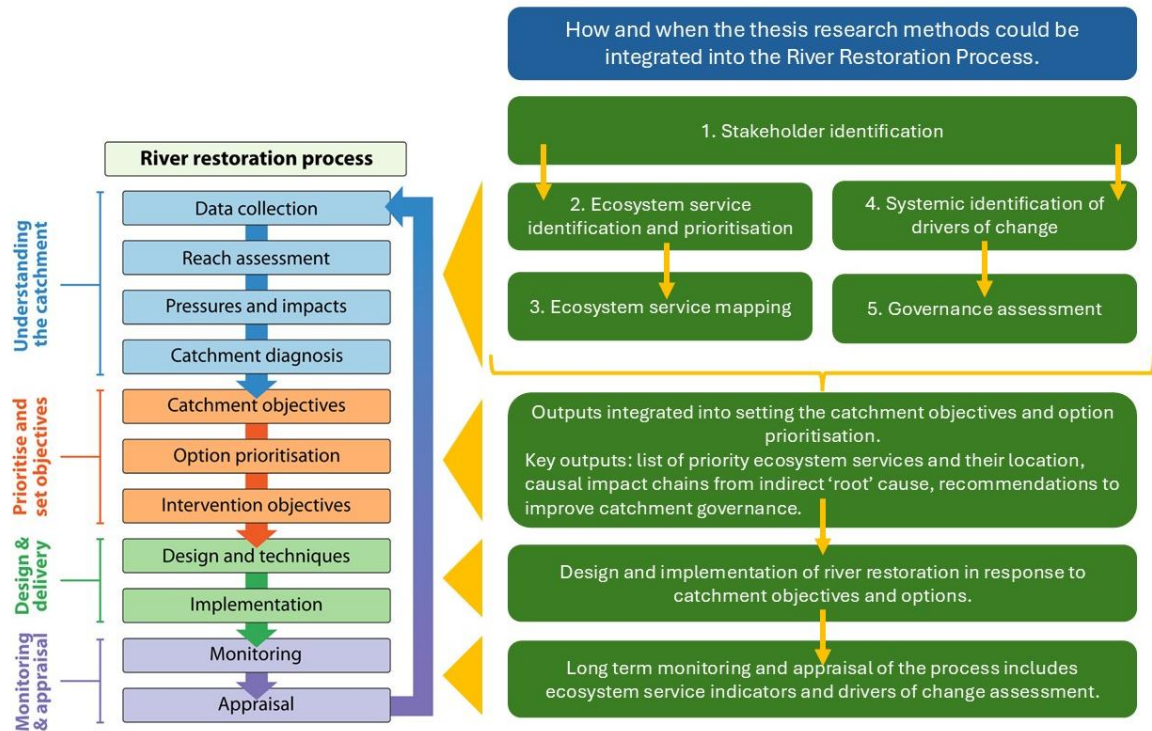 How and when the thesis research methods could be
integrated into the River Restoration Process.
1. Stakeholder identification
2. Ecosystem service
identification and prioritisation
4. Systemic identification of
drivers of change
3. Ecosystem service mapping
5. Governance assessment
Outputs integrated into setting the catchment objectives and option
prioritisation.
Key outputs: list of priority ecosystem services and their location,
causal impact chains from indirect ‘root’ cause, recommendations to
improve catchment governance.
Design and implementation of river restoration in response to
catchment objectives and options.
Long term monitoring and appraisal of the process includes
ecosystem service indicators and drivers of change assessment.
River restoration process
Understanding
the catchment
Data collection
Reach assessment
Pressures and impacts
Catchment diagnosis
Prioritise and
set objectives
Catchment objectives
Option prioritisation
Intervention objectives
Design &
delivery
Design and techniques
Implementation
Monitoring
& appraisal
Monitoring
Appraisal